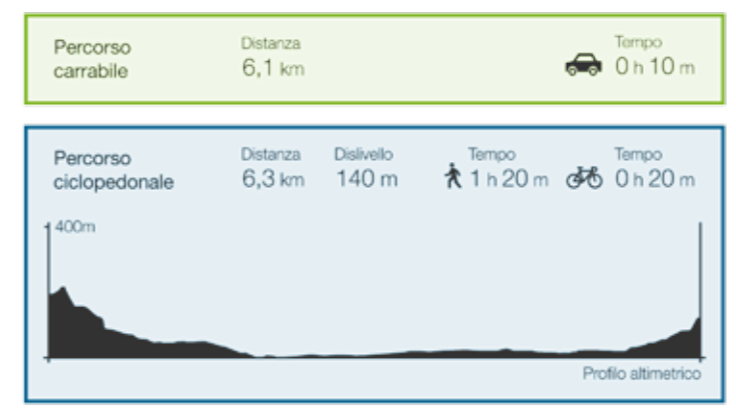 Percorso
carrabile
Distanza
6,1 km
Tempo
0 h 10 m
Percorso
ciclopedonale
Distanza
6,3 km
Dislivello
140 m
Tempo
1 h 20 m
Tempo
0 h 20 m
400m
Profilo altimetrico